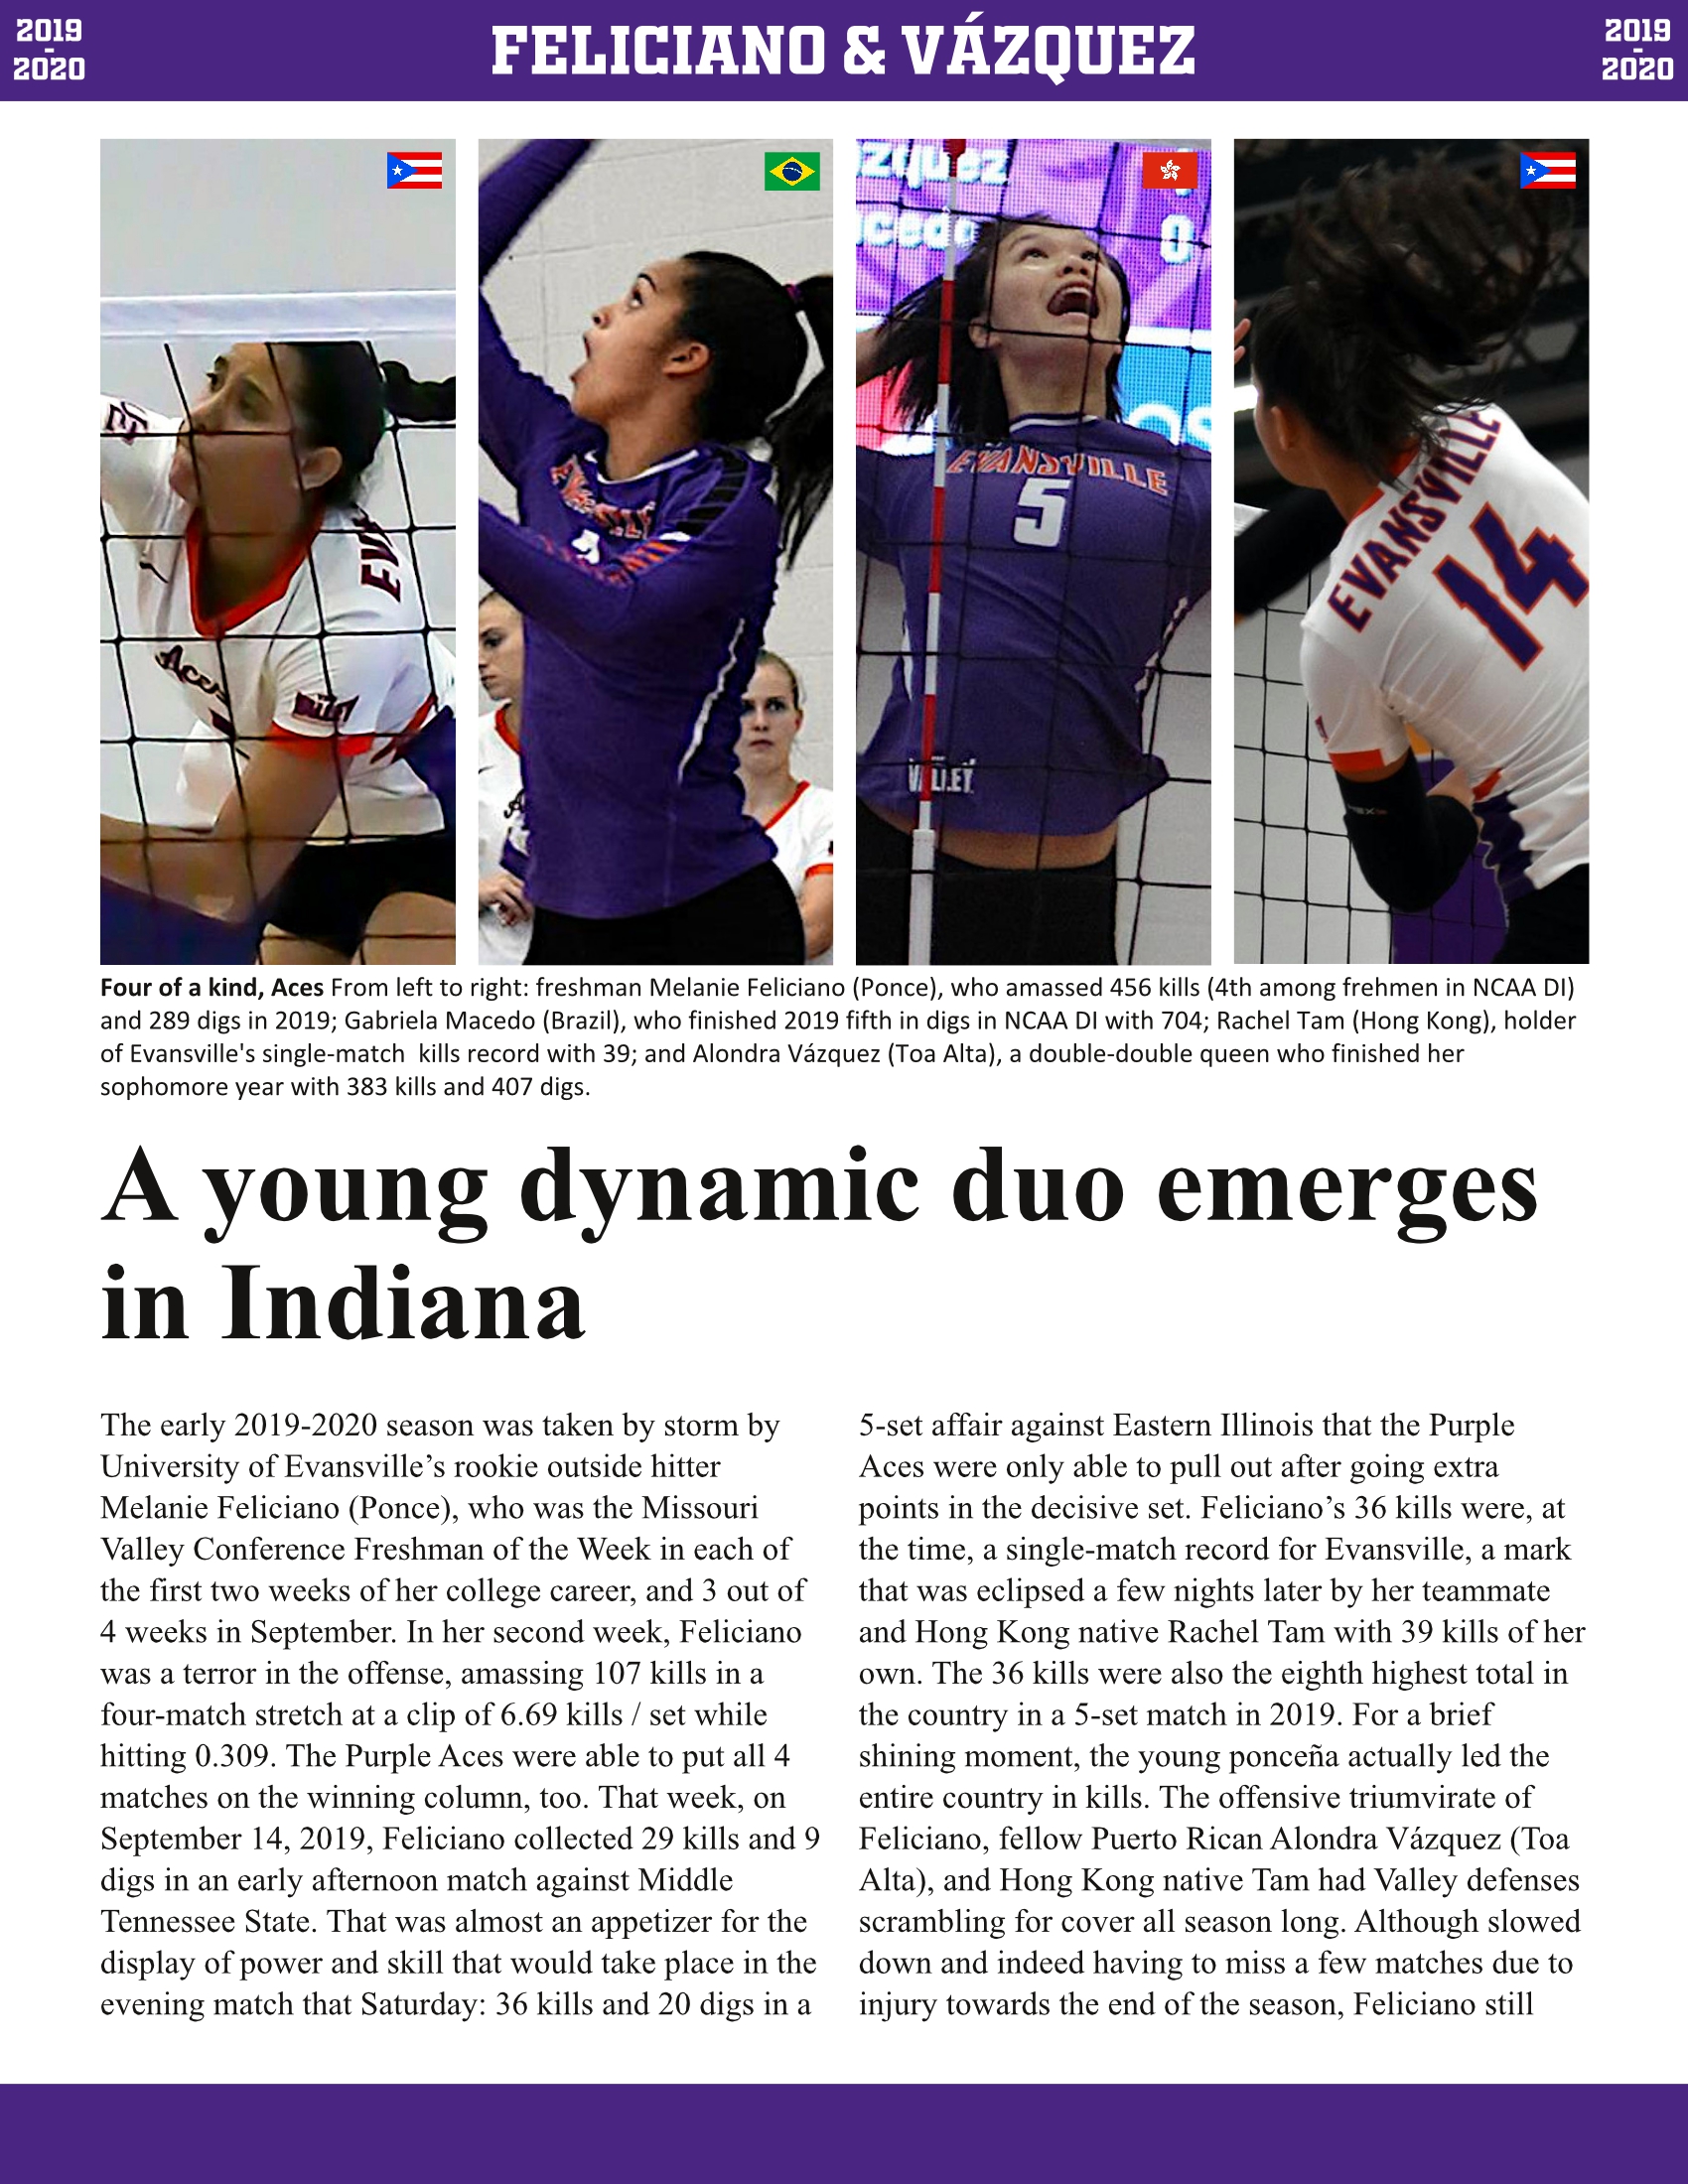 2019
-
2020
FELICIANO & VÁZQUEZ
2019
-
2020
zquez
cedo
0
EVA
Aces
VALLEY
EVANSVILLE
5
VALLEY
EVANSVILLE
14
Four of a kind, Aces From left to right: freshman Melanie Feliciano (Ponce), who amassed 456 kills (4th among frehmen in NCAA DI)
and 289 digs in 2019; Gabriela Macedo (Brazil), who finished 2019 fifth in digs in NCAA DI with 704; Rachel Tam (Hong Kong), holder
of Evansville's single-match  kills record with 39; and Alondra Vázquez (Toa Alta), a double-double queen who finished her
sophomore year with 383 kills and 407 digs.
A young dynamic duo emerges
in Indiana
The early 2019-2020 season was taken by storm by
University of Evansville’s rookie outside hitter
Melanie Feliciano (Ponce), who was the Missouri
Valley Conference Freshman of the Week in each of
the first two weeks of her college career, and 3 out of
4 weeks in September. In her second week, Feliciano
was a terror in the offense, amassing 107 kills in a
four-match stretch at a clip of 6.69 kills / set while
hitting 0.309. The Purple Aces were able to put all 4
matches on the winning column, too. That week, on
September 14, 2019, Feliciano collected 29 kills and 9
digs in an early afternoon match against Middle
Tennessee State. That was almost an appetizer for the
display of power and skill that would take place in the
evening match that Saturday: 36 kills and 20 digs in a
5-set affair against Eastern Illinois that the Purple
Aces were only able to pull out after going extra
points in the decisive set. Feliciano’s 36 kills were, at
the time, a single-match record for Evansville, a mark
that was eclipsed a few nights later by her teammate
and Hong Kong native Rachel Tam with 39 kills of her
own. The 36 kills were also the eighth highest total in
the country in a 5-set match in 2019. For a brief
shining moment, the young ponceña actually led the
entire country in kills. The offensive triumvirate of
Feliciano, fellow Puerto Rican Alondra Vázquez (Toa
Alta), and Hong Kong native Tam had Valley defenses
scrambling for cover all season long. Although slowed
down and indeed having to miss a few matches due to
injury towards the end of the season, Feliciano still